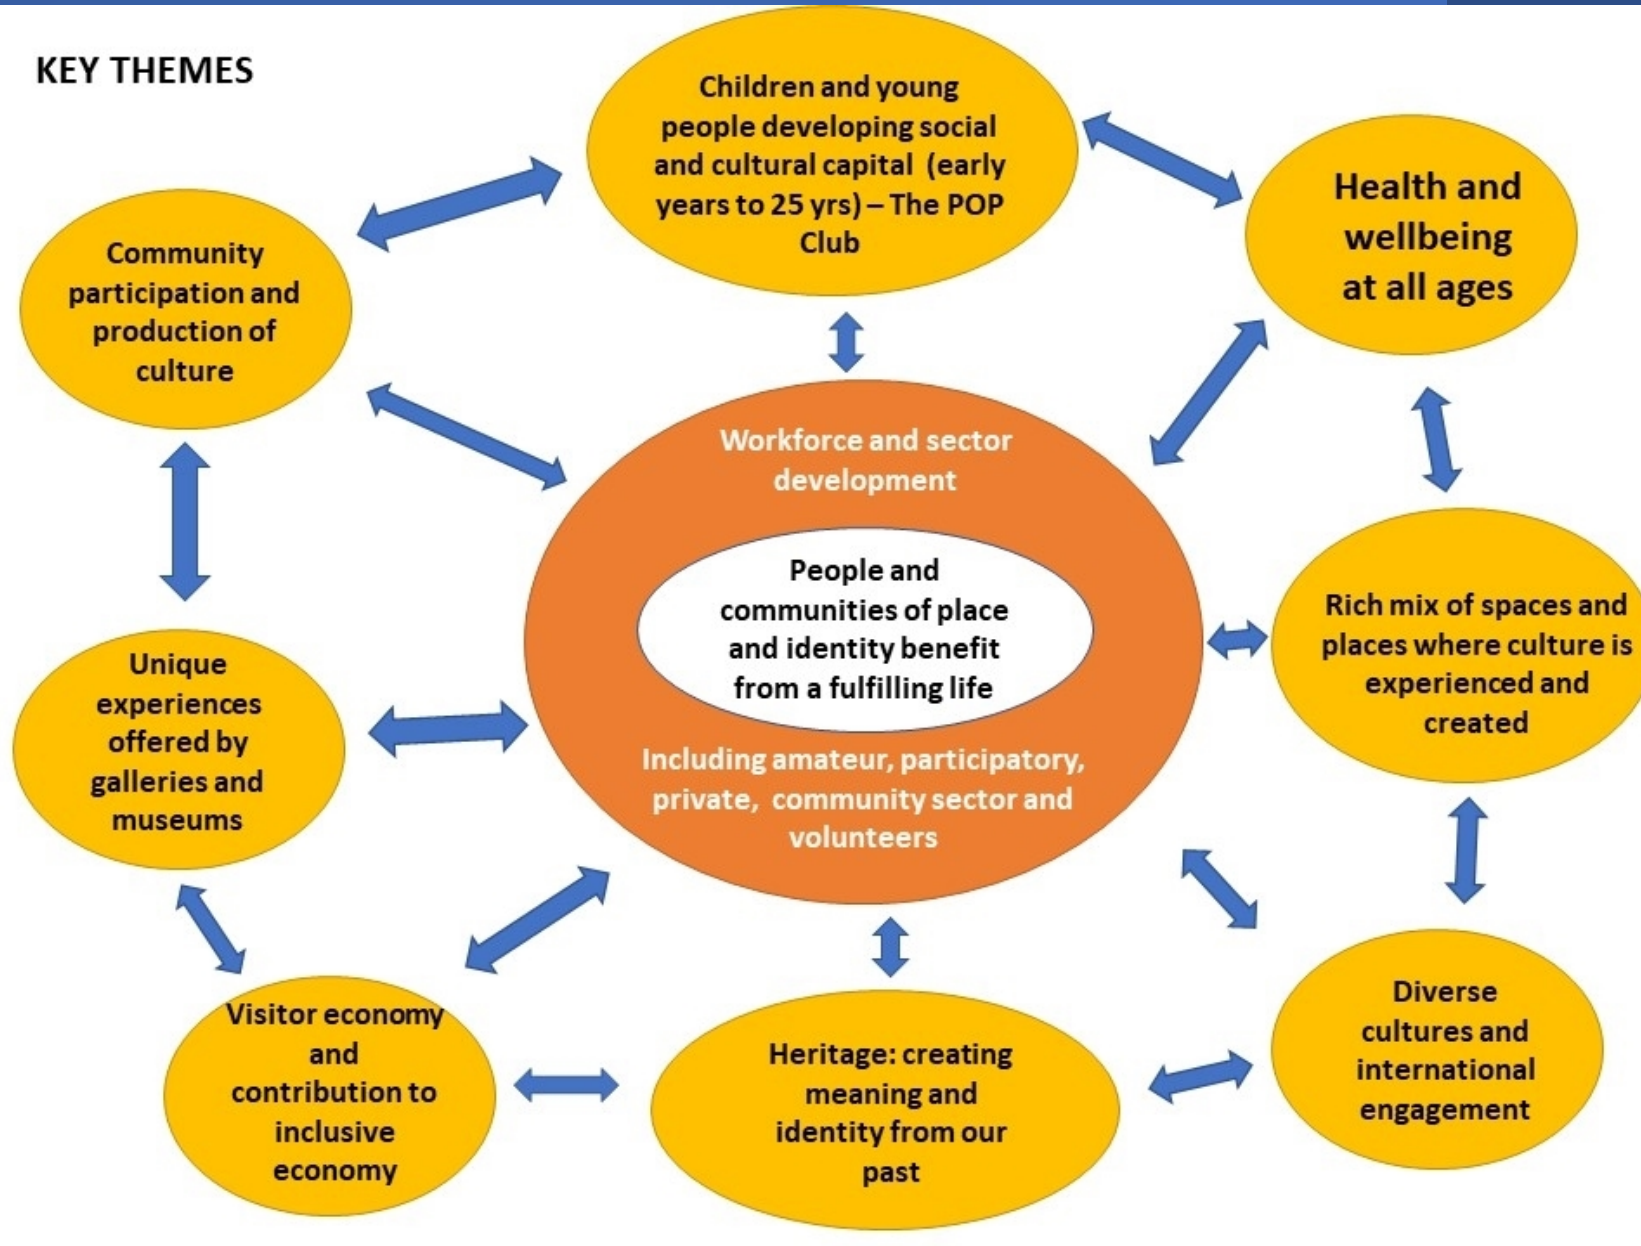 KEY THEMES
Children and young
people developing social
and cultural capital (early
years to 25 yrs) – The POP
Club
Health and
wellbeing
at all ages
Community
participation and
production of
culture
Workforce and sector
development
People and
communities of place
and identity benefit
from a fulfilling life
Including amateur, participatory,
private, community sector and
volunteers
Rich mix of spaces and
places where culture is
experienced and
created
Unique
experiences
offered by
galleries and
museums
Visitor economy
and
contribution to
inclusive
economy
Heritage: creating
meaning and
identity from our
past
Diverse
cultures and
international
engagement